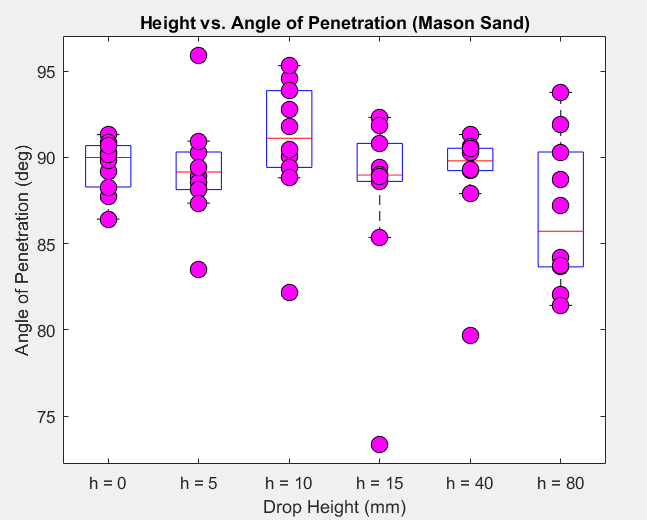 Height vs. Angle of Penetration (Mason Sand)
Angle of Penetration (deg)
95
90
85
80
75
h = 0 h = 5 h = 10 h = 15 h = 40 h = 80
Drop Height (mm)